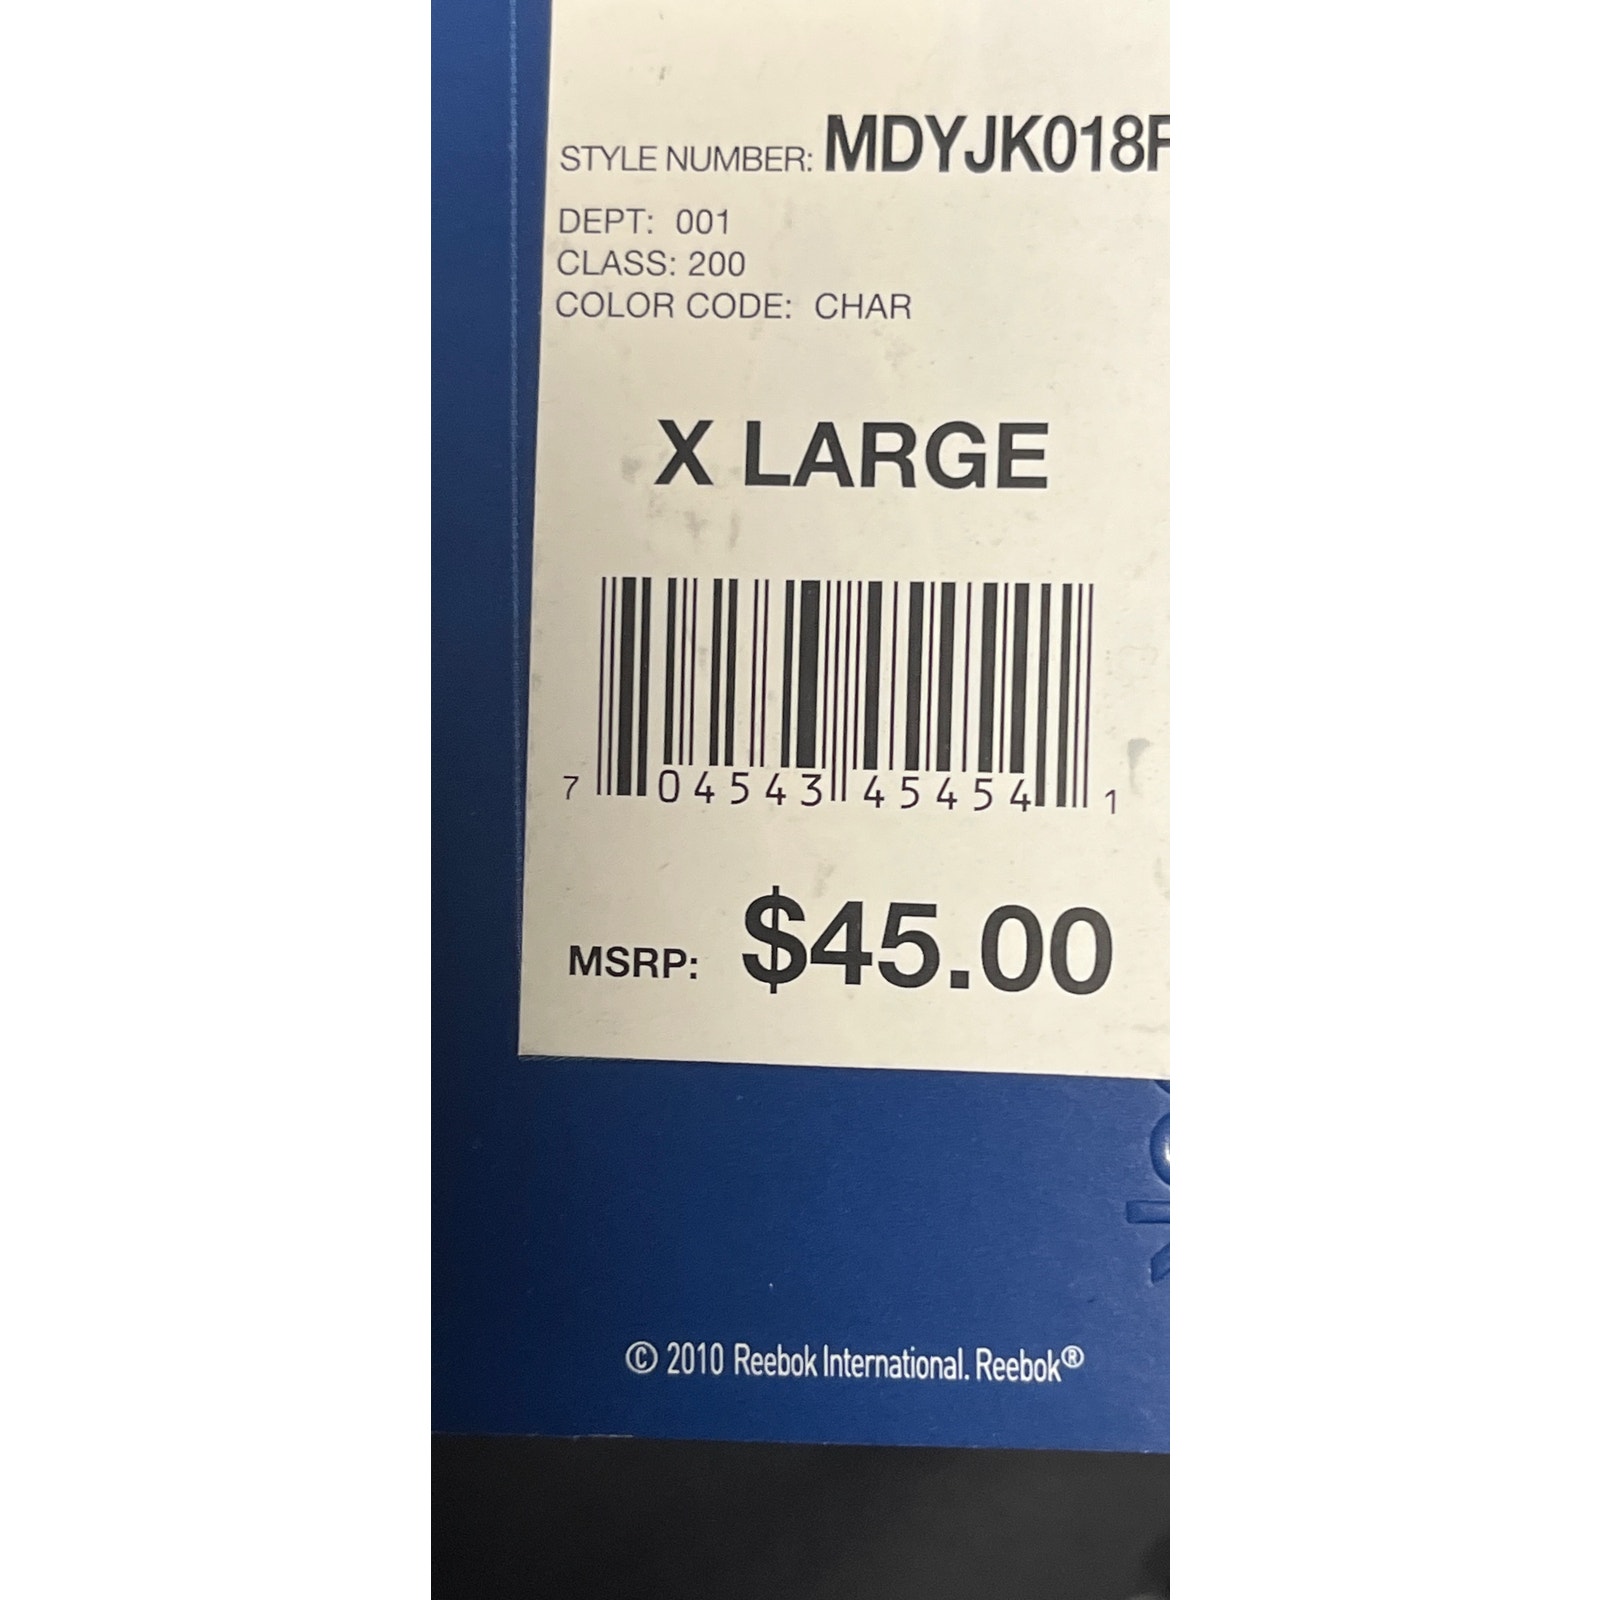 STYLE NUMBER: MDYJK018F
DEPT: 001
CLASS: 200
COLOR CODE: CHAR
X LARGE
7 04543 45454 1
MSRP: $45.00
© 2010 Reebok International. Reebok®